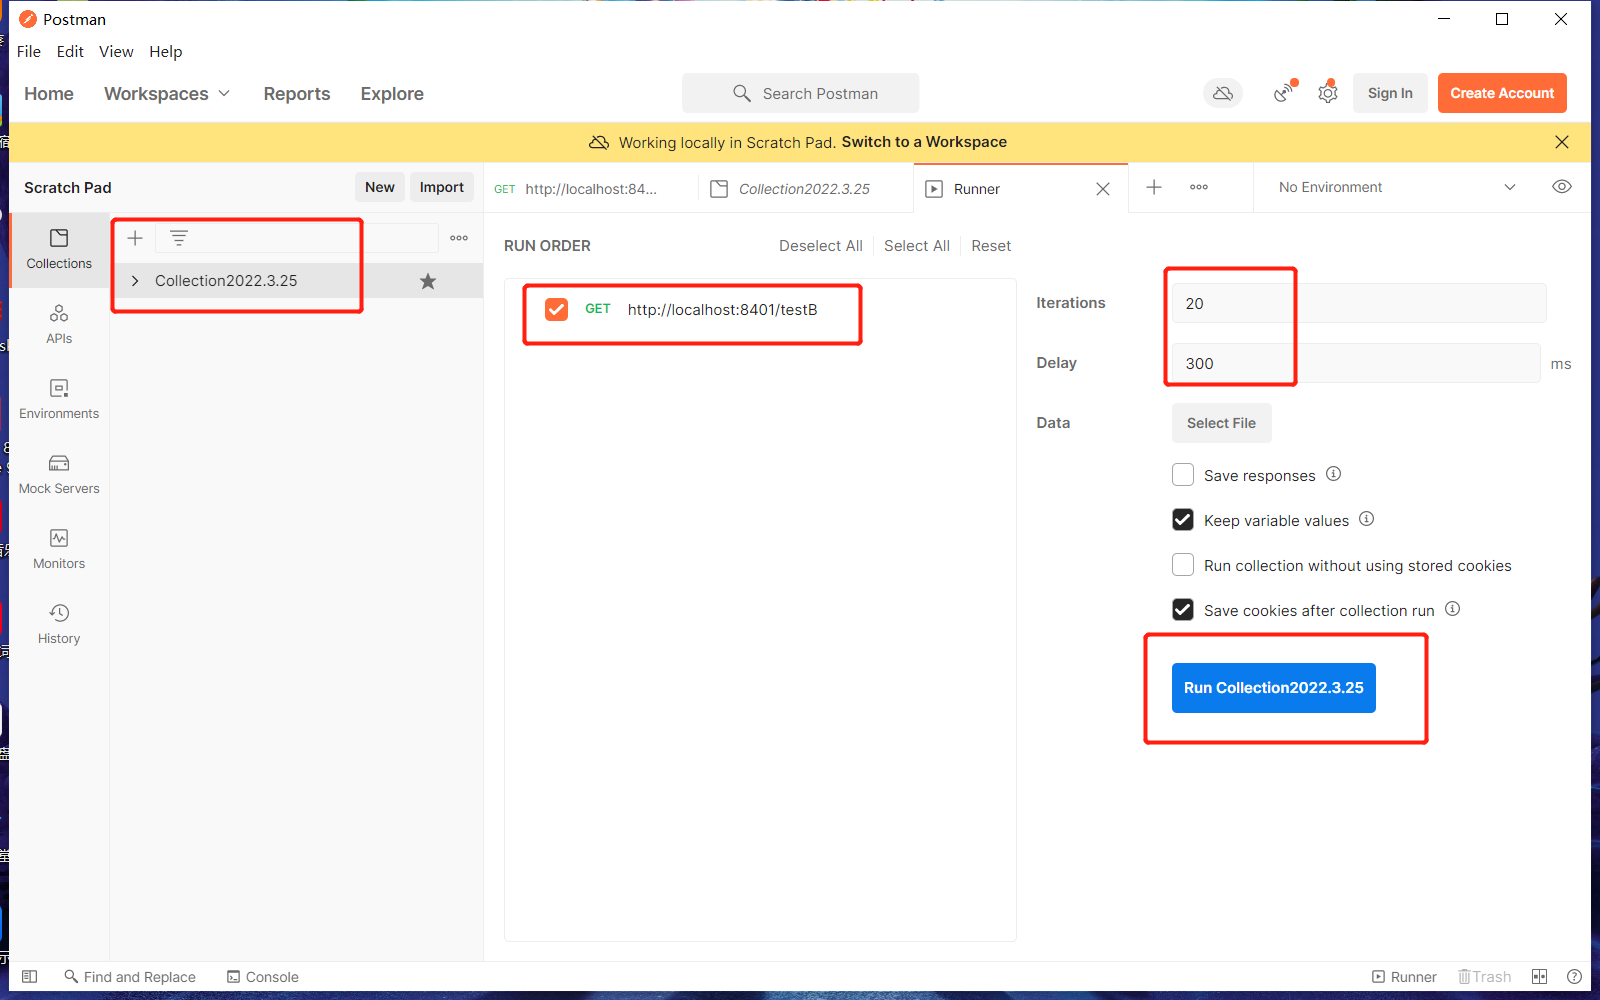 Postman
File Edit View Help
Home Workspaces Reports Explore Search Postman Sign In Create Account
Working locally in Scratch Pad. Switch to a Workspace
Scratch Pad New Import
GET http://localhost:84... Collection2022.3.25 Runner No Environment
Collections
APIs
Environments
Mock Servers
Monitors
History
Collection2022.3.25
RUN ORDER Deselect All Select All Reset
GET http://localhost:8401/testB
Iterations 20
Delay 300 ms
Data Select File
Save responses
Keep variable values
Run collection without using stored cookies
Save cookies after collection run
Run Collection2022.3.25
Find and Replace Console Runner Trash